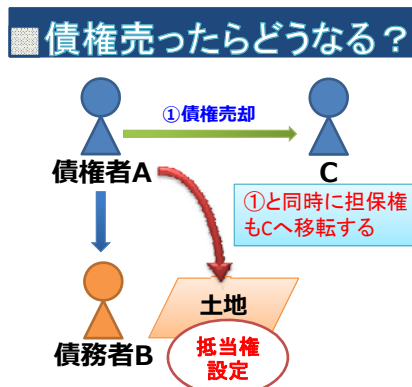 ■債権売ったらどうなる？
①債権売却
債権者A
C
①と同時に担保権
もCへ移転する
土地
債務者B
抵当権
設定